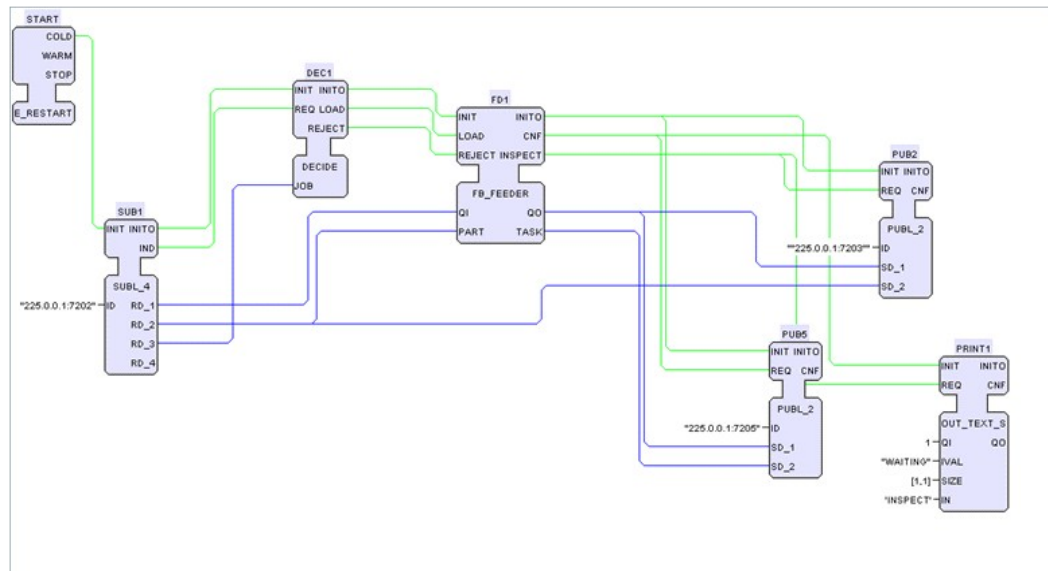 START
COLD
WARM
STOP
E_RESTART
SUB1
INIT INITO
IND
SUBL_4
"225.0.0.1:7202" ID RD_1
RD_2
RD_3
RD_4
DEC1
INIT INITO
REQ LOAD
REJECT
DECIDE
JOB
FD1
INIT INITO
LOAD CNF
REJECT INSPECT
FB_FEEDER
QI QO
PART TASK
PUB2
INIT INITO
REQ CNF
PUBL_2
""225.0.0.1:7203"" ID
SD_1
SD_2
PUB5
INIT INITO
REQ CNF
PUBL_2
"225.0.0.1:7205" ID
SD_1
SD_2
PRINT1
INIT INITO
REQ CNF
OUT_TEXT_S
1 QI QO
"WAITING" IVAL
[1,1] SIZE
'INSPECT' IN